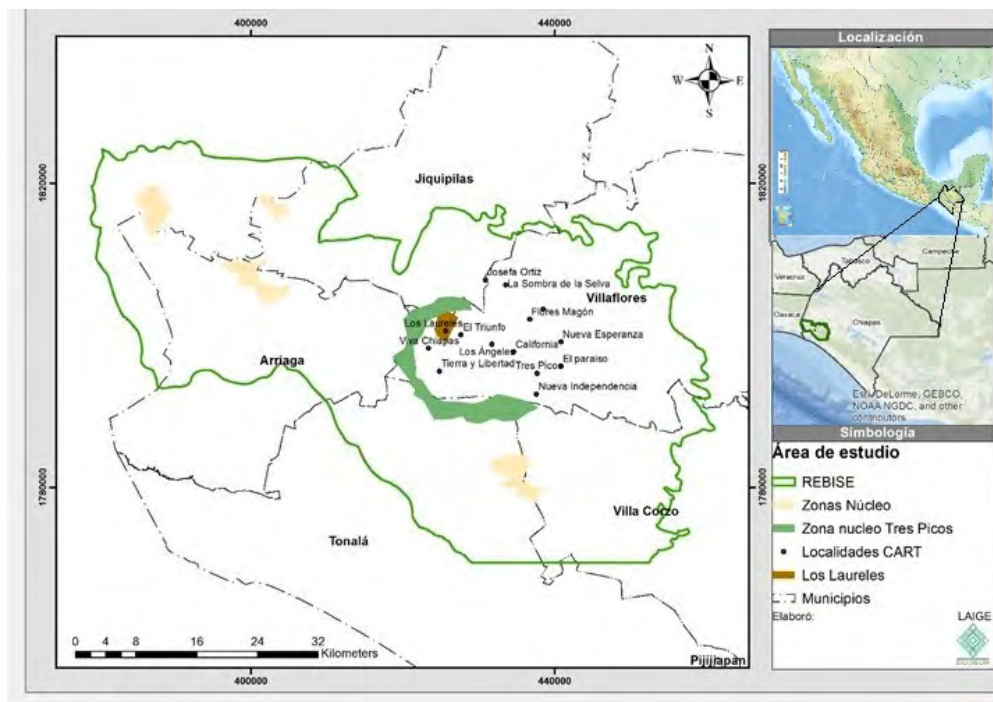 400000
440000
N
W
E
S
1820000
1820000
Jiquipilas
Josefa Ortiz
La Sombra de la Selva
Villaflores
Flores Magón
Los Laureles
El Triunfo
Nueva Esperanza
Viva Chiapas
Los Ángeles
California
Arriaga
El paraiso
Tierra y Libertad
Tres Picos
Nueva Independencia
1780000
1780000
Villa Corzo
Tonalá
0 4 8 16 24 32
Kilometers
Pijijiapan
400000
440000
Localización
Campeche
Tabasco
Veracruz
Oaxaca
Chiapas
Esri, DeLorme, GEBCO,
NOAA NGDC, and other
contributors
Simbología
Área de estudio
REBISE
Zonas Núcleo
Zona nucleo Tres Picos
Localidades CART
Los Laureles
Municipios
Elaboró:
LAIGE